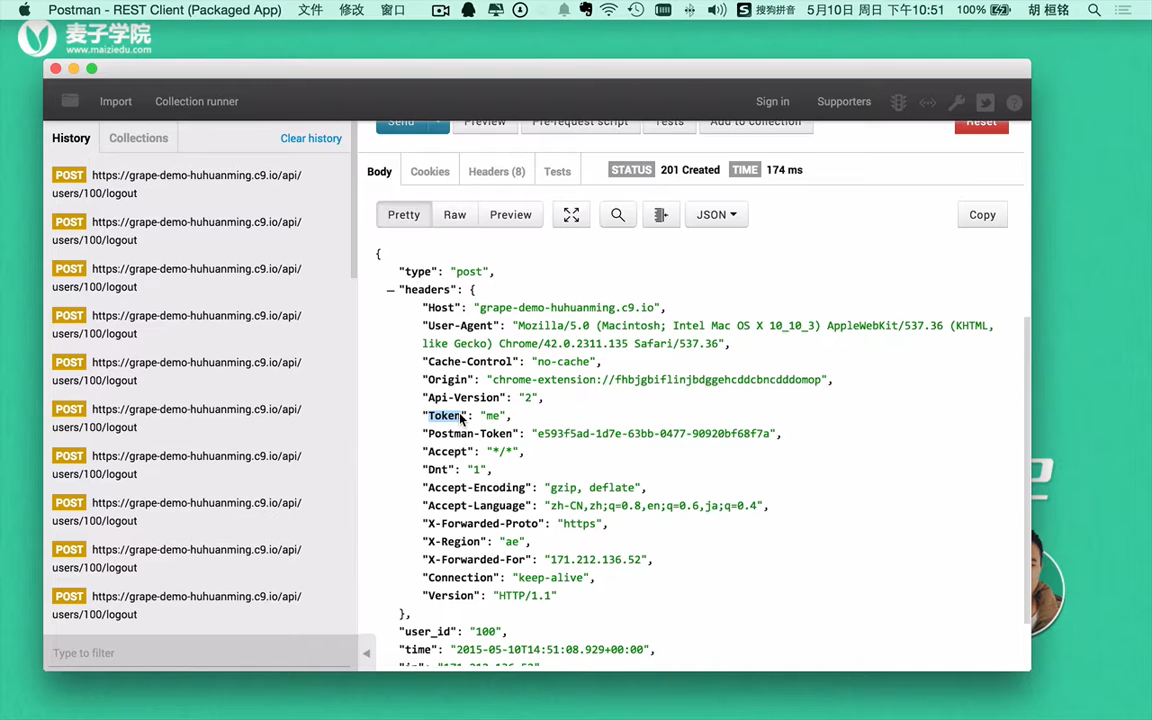 Postman - REST Client (Packaged App) 文件 修改 窗口 搜狗拼音 5月10日 周日 下午10:51 100% 胡 桓铭
麦子学院
www.maiziedu.com
Import Collection runner Sign in Supporters
History Collections Clear history
Send Preview Pre-request script Tests Add to collection Reset
Body Cookies Headers (8) Tests STATUS 201 Created TIME 174 ms
Pretty Raw Preview JSON Copy
POST https://grape-demo-huhuanming.c9.io/api/
users/100/logout
POST https://grape-demo-huhuanming.c9.io/api/
users/100/logout
POST https://grape-demo-huhuanming.c9.io/api/
users/100/logout
POST https://grape-demo-huhuanming.c9.io/api/
users/100/logout
POST https://grape-demo-huhuanming.c9.io/api/
users/100/logout
POST https://grape-demo-huhuanming.c9.io/api/
users/100/logout
POST https://grape-demo-huhuanming.c9.io/api/
users/100/logout
POST https://grape-demo-huhuanming.c9.io/api/
users/100/logout
POST https://grape-demo-huhuanming.c9.io/api/
users/100/logout
POST https://grape-demo-huhuanming.c9.io/api/
users/100/logout
Type to filter
{
"type": "post",
"headers": {
"Host": "grape-demo-huhuanming.c9.io",
"User-Agent": "Mozilla/5.0 (Macintosh; Intel Mac OS X 10_10_3) AppleWebKit/537.36 (KHTML,
like Gecko) Chrome/42.0.2311.135 Safari/537.36",
"Cache-Control": "no-cache",
"Origin": "chrome-extension://fhbjgbiflinjbdggehcddcbncdddomop",
"Api-Version": "2",
"Token": "me",
"Postman-Token": "e593f5ad-1d7e-63bb-0477-90920bf68f7a",
"Accept": "*/*",
"Dnt": "1",
"Accept-Encoding": "gzip, deflate",
"Accept-Language": "zh-CN,zh;q=0.8,en;q=0.6,ja;q=0.4",
"X-Forwarded-Proto": "https",
"X-Region": "ae",
"X-Forwarded-For": "171.212.136.52",
"Connection": "keep-alive",
"Version": "HTTP/1.1"
},
"user_id": "100",
"time": "2015-05-10T14:51:08.929+00:00",
"ip": "171.212.136.52"